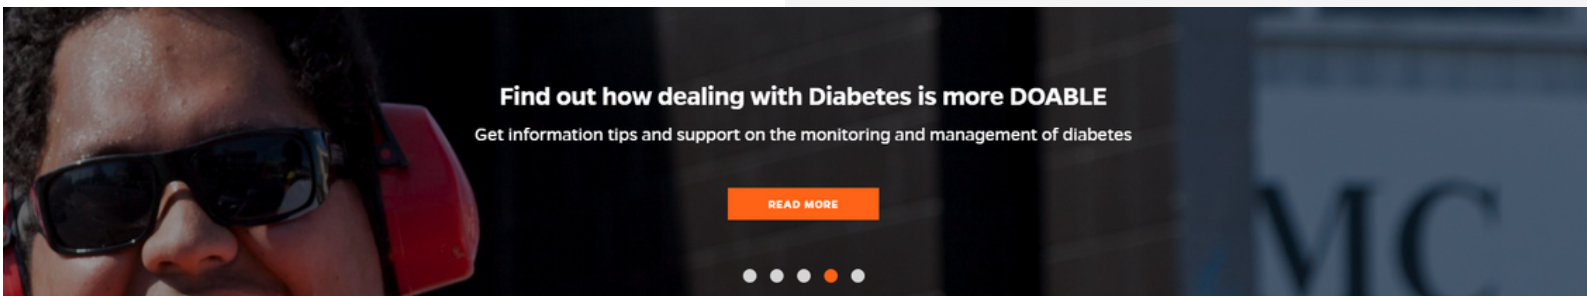 Find out how dealing with Diabetes is more DOABLE
Get information tips and support on the monitoring and management of diabetes
READ MORE
MC